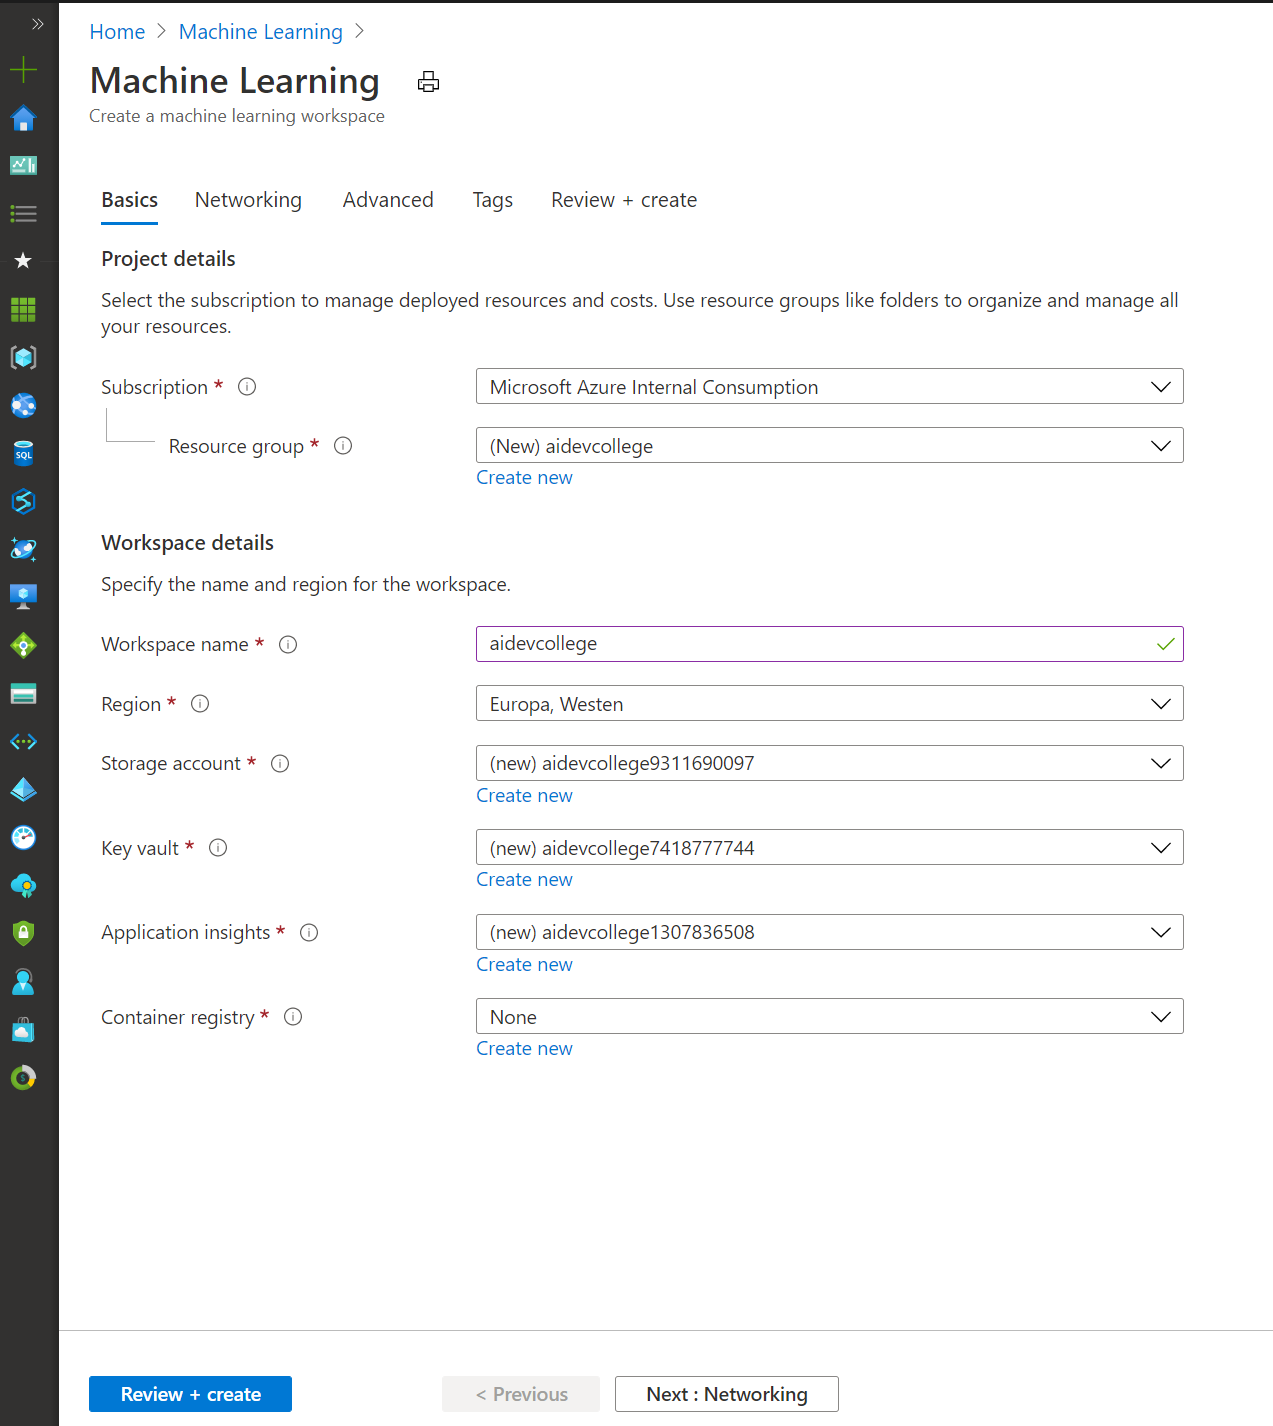 Home > Machine Learning >
Machine Learning
Create a machine learning workspace
Basics Networking Advanced Tags Review + create
Project details
Select the subscription to manage deployed resources and costs. Use resource groups like folders to organize and manage all
your resources.
Subscription * Microsoft Azure Internal Consumption
Resource group * (New) aidevcollege
Create new
Workspace details
Specify the name and region for the workspace.
Workspace name * aidevcollege
Region * Europa, Westen
Storage account * (new) aidevcollege9311690097
Create new
Key vault * (new) aidevcollege7418777744
Create new
Application insights * (new) aidevcollege1307836508
Create new
Container registry * None
Create new
Review + create < Previous Next : Networking
SQL